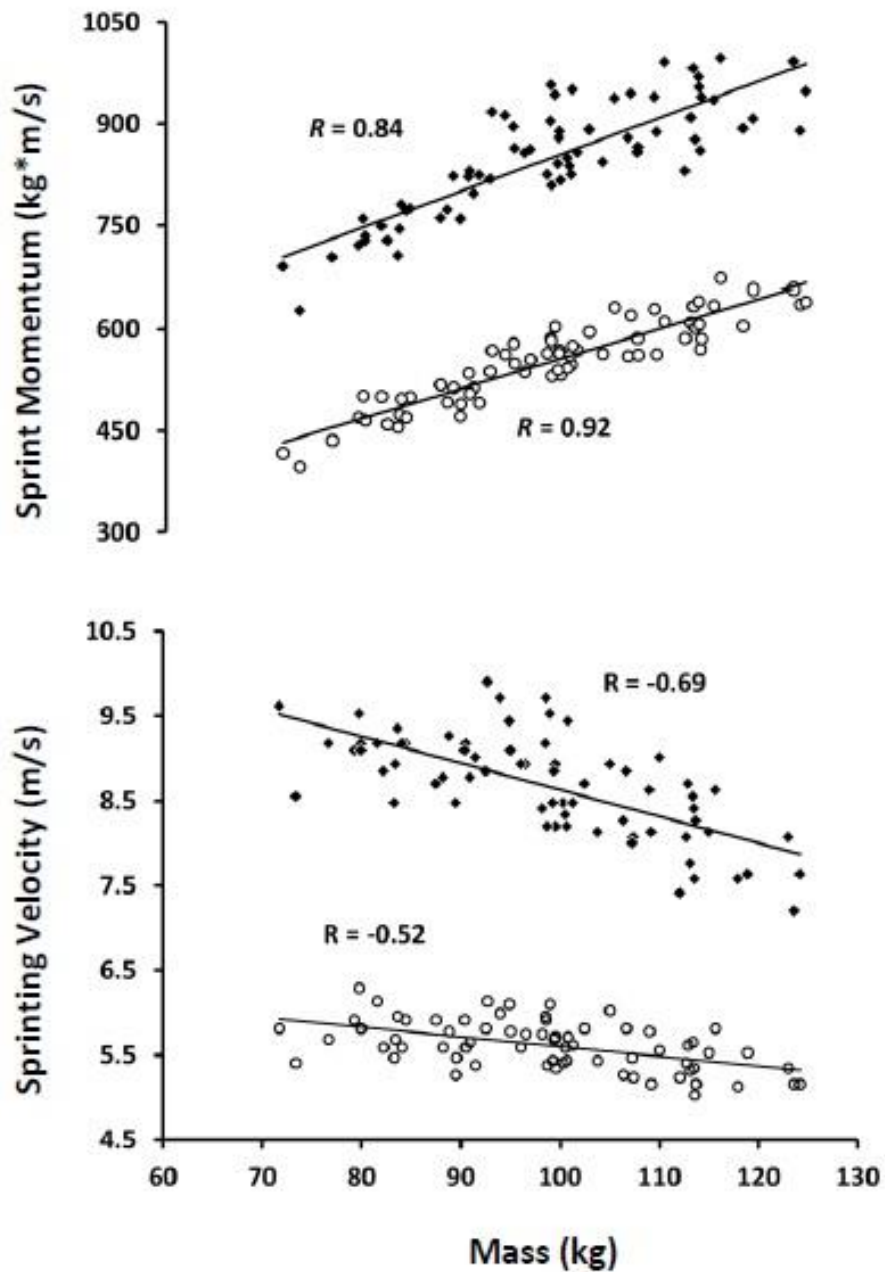 Sprint Momentum (kg*m/s)
1050
900
750
600
450
300
R = 0.84
R = 0.92
Sprinting Velocity (m/s)
10.5
9.5
8.5
7.5
6.5
5.5
4.5
R = -0.69
R = -0.52
60 70 80 90 100 110 120 130
Mass (kg)